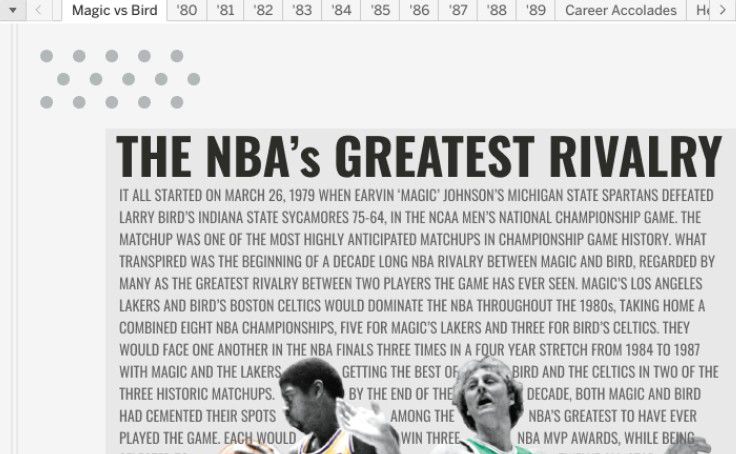 Magic vs Bird '80 '81 '82 '83 '84 '85 '86 '87 '88 '89 Career Accolades
THE NBA's GREATEST RIVALRY
IT ALL STARTED ON MARCH 26, 1979 WHEN EARVIN 'MAGIC' JOHNSON'S MICHIGAN STATE SPARTANS DEFEATED
LARRY BIRD'S INDIANA STATE SYCAMORES 75-64, IN THE NCAA MEN'S NATIONAL CHAMPIONSHIP GAME. THE
MATCHUP WAS ONE OF THE MOST HIGHLY ANTICIPATED MATCHUPS IN CHAMPIONSHIP GAME HISTORY. WHAT
TRANSPIRED WAS THE BEGINNING OF A DECADE LONG NBA RIVALRY BETWEEN MAGIC AND BIRD, REGARDED BY
MANY AS THE GREATEST RIVALRY BETWEEN TWO PLAYERS THE GAME HAS EVER SEEN. MAGIC'S LOS ANGELES
LAKERS AND BIRD'S BOSTON CELTICS WOULD DOMINATE THE NBA THROUGHOUT THE 1980s, TAKING HOME A
COMBINED EIGHT NBA CHAMPIONSHIPS, FIVE FOR MAGIC'S LAKERS AND THREE FOR BIRD'S CELTICS. THEY
WOULD FACE ONE ANOTHER IN THE NBA FINALS THREE TIMES IN A FOUR YEAR STRETCH FROM 1984 TO 1987
WITH MAGIC AND THE LAKERS GETTING THE BEST OF BIRD AND THE CELTICS IN TWO OF THE
THREE HISTORIC MATCHUPS. BY THE END OF THE DECADE, BOTH MAGIC AND BIRD
HAD CEMENTED THEIR SPOTS AMONG THE NBA'S GREATEST TO HAVE EVER
PLAYED THE GAME. EACH WOULD WIN THREE NBA MVP AWARDS, WHILE BEING